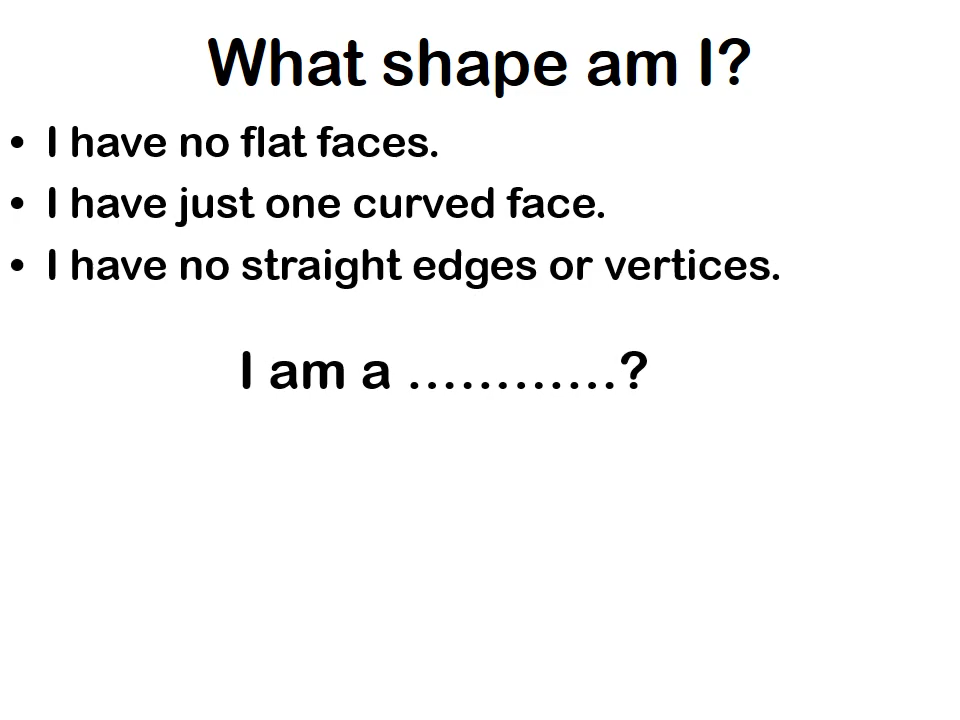 What shape am I?
• I have no flat faces.
• I have just one curved face.
• I have no straight edges or vertices.
I am a …………?